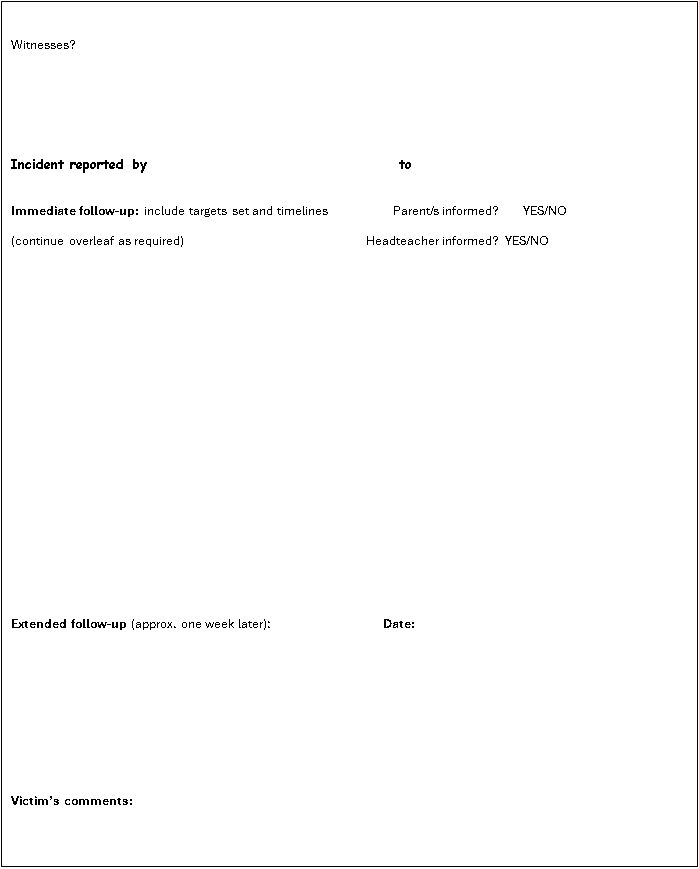 Witnesses?
Incident reported by to
Immediate follow-up: include targets set and timelines Parent/s informed? YES/NO
(continue overleaf as required) Headteacher informed? YES/NO
Extended follow-up (approx. one week later): Date:
Victim's comments: